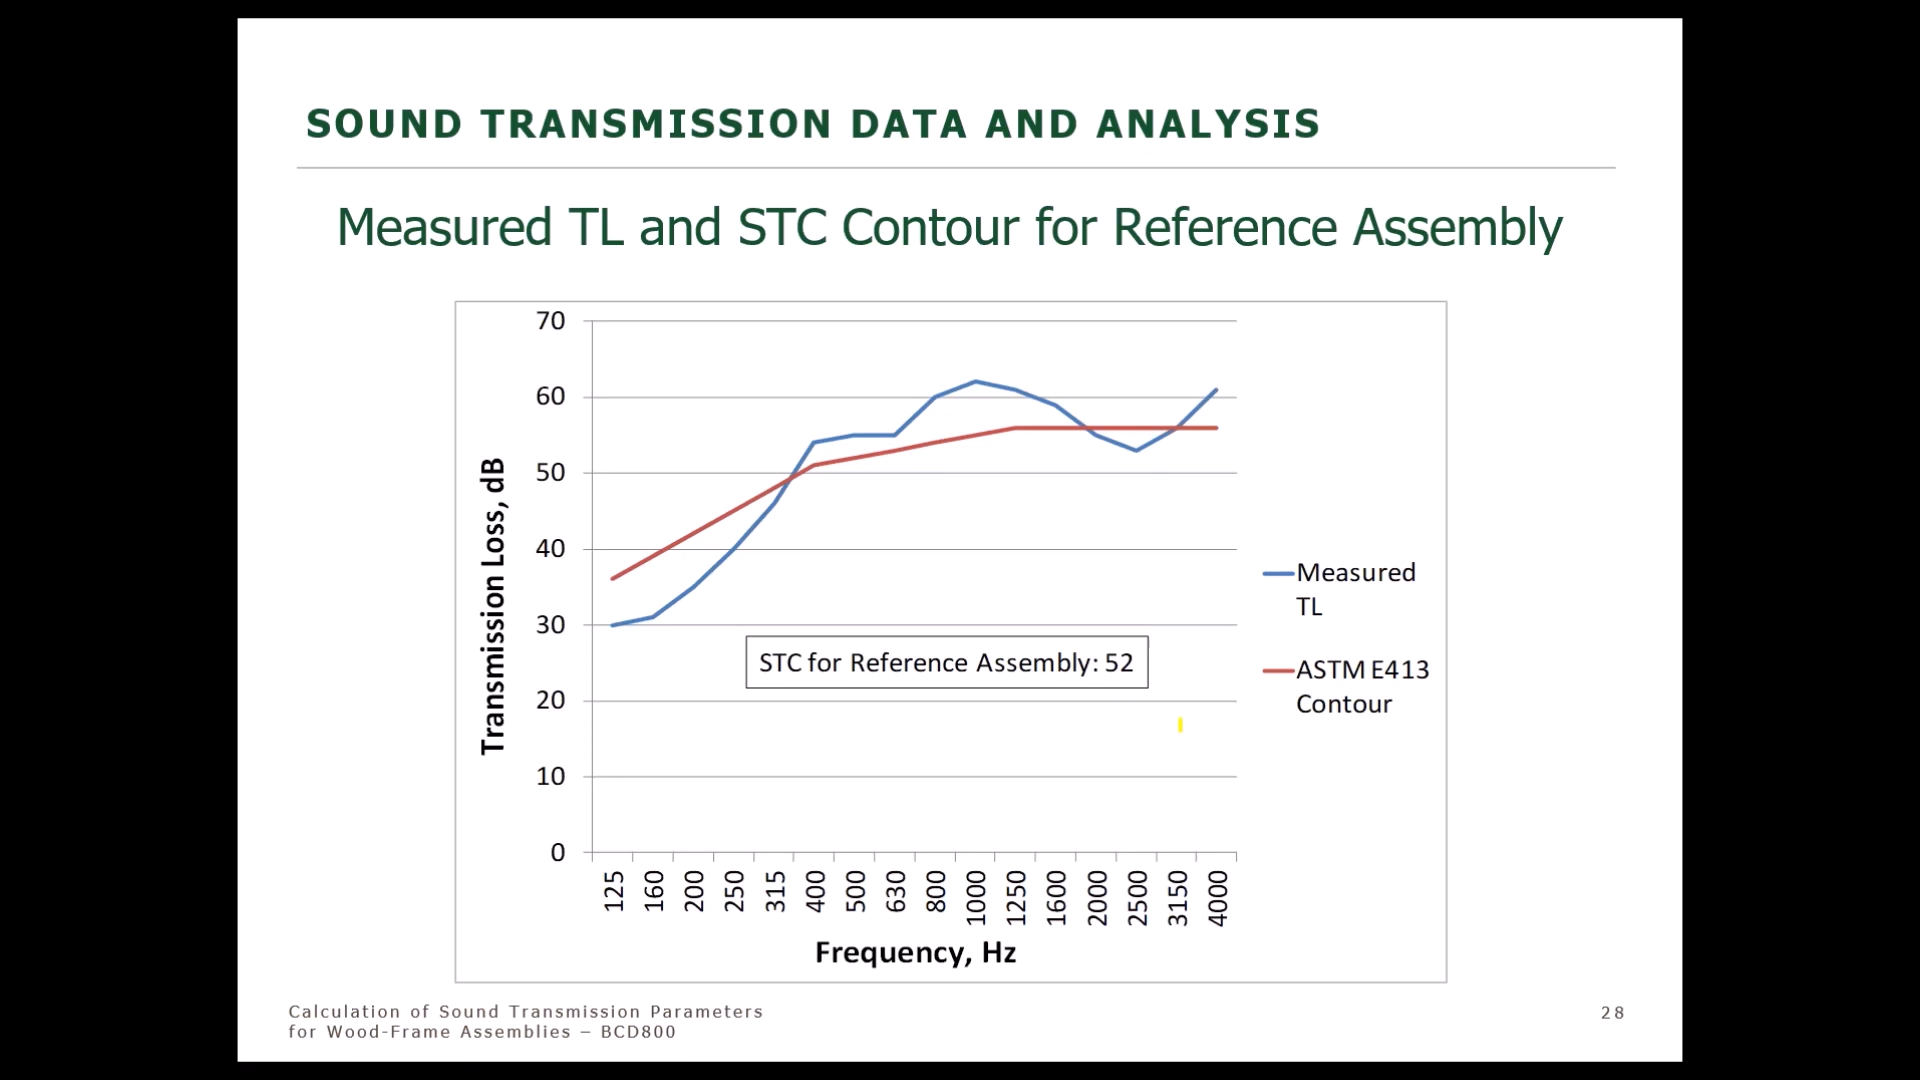 SOUND TRANSMISSION DATA AND ANALYSIS
Measured TL and STC Contour for Reference Assembly
70
60
50
40
30
20
10
0
Transmission Loss, dB
STC for Reference Assembly: 52
Measured
TL
ASTM E413
Contour
125
160
200
250
315
400
500
630
800
1000
1250
1600
2000
2500
3150
4000
Frequency, Hz
Calculation of Sound Transmission Parameters
for Wood-Frame Assemblies – BCD800
28